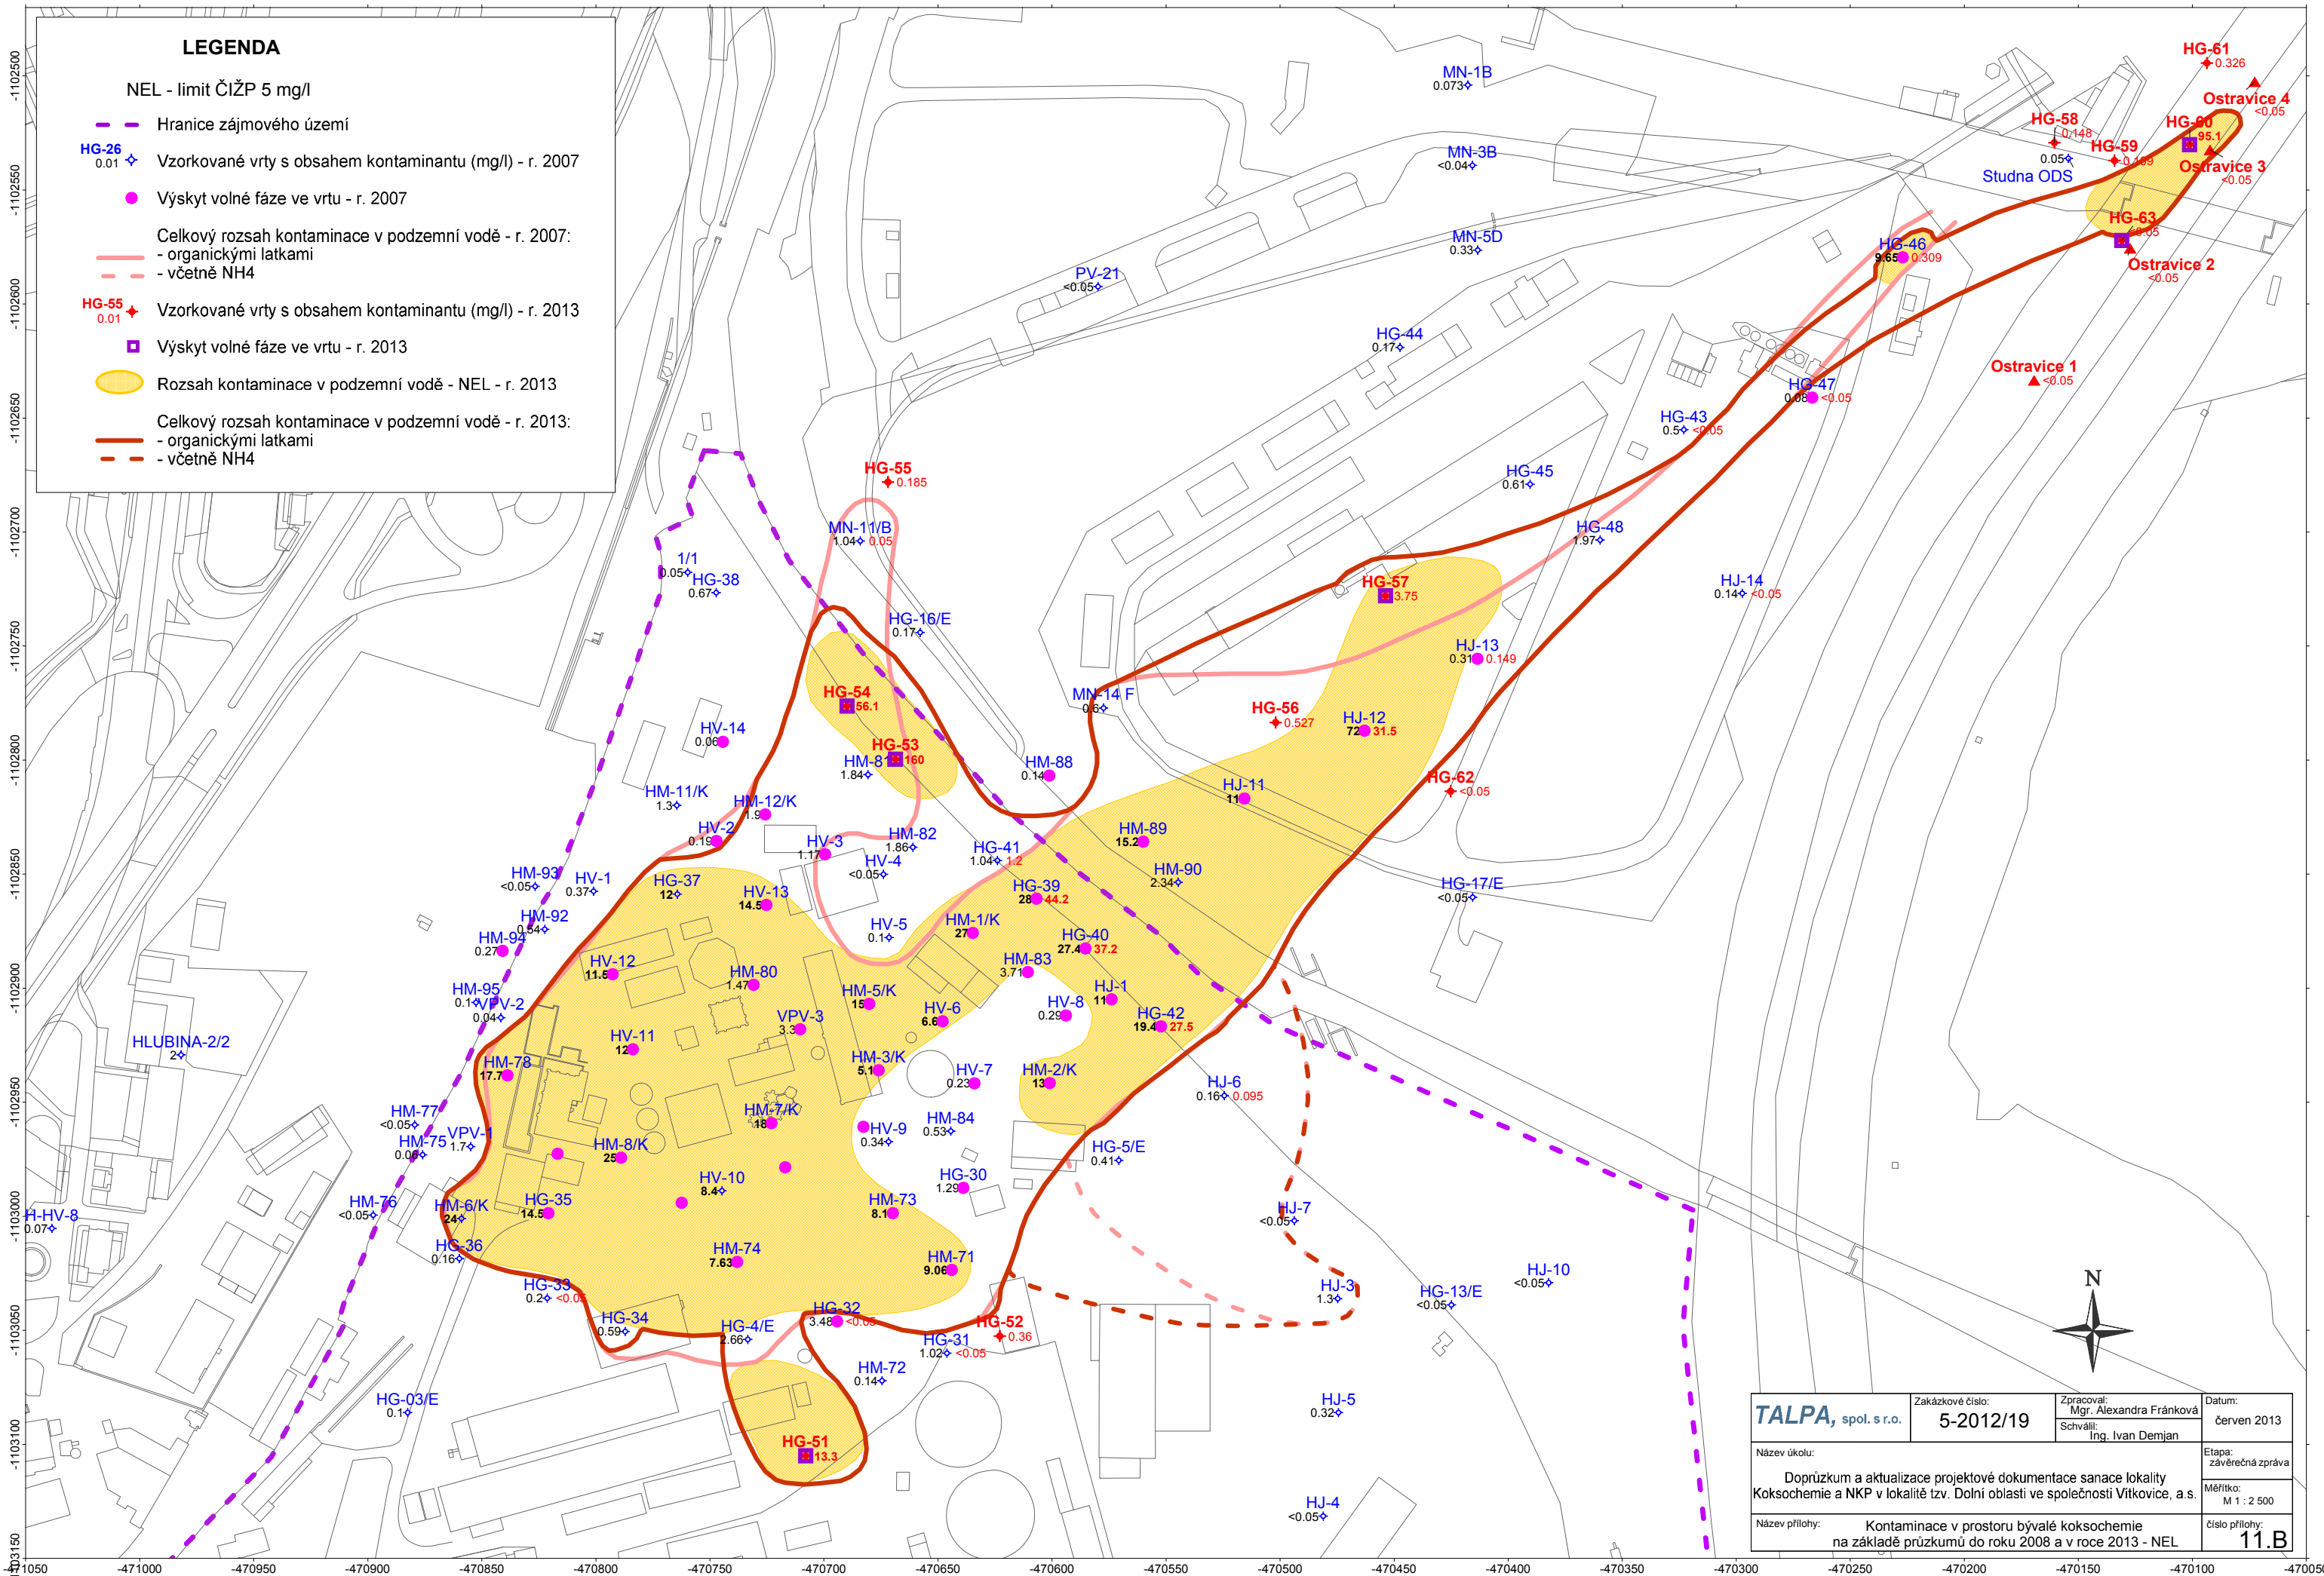 LEGENDA
NEL - limit ČIŽP 5 mg/l
Hranice zájmového území
HG-26
0.01
Vzorkované vrty s obsahem kontaminantu (mg/l) - r. 2007
Výskyt volné fáze ve vrtu - r. 2007
Celkový rozsah kontaminace v podzemní vodě - r. 2007:
- organickými latkami
- včetně NH4
HG-55
0.01
Vzorkované vrty s obsahem kontaminantu (mg/l) - r. 2013
Výskyt volné fáze ve vrtu - r. 2013
Rozsah kontaminace v podzemní vodě - NEL - r. 2013
Celkový rozsah kontaminace v podzemní vodě - r. 2013:
- organickými latkami
- včetně NH4
-1102500
-1102550
-1102600
-1102650
-1102700
-1102750
-1102800
-1102850
-1102900
-1102950
-1103000
-1103050
-1103100
-1103150
MN-1B
0.073
MN-3B
<0.04
MN-5D
0.33
PV-21
<0.05
HG-44
0.17
HG-61
0.326
Ostravice 4
<0.05
HG-58
0.148
HG-60
95.1
HG-59
0.109
0.05
Studna ODS
Ostravice 3
<0.05
HG-63
<0.05
Ostravice 2
<0.05
HG-46
9.65 0.309
Ostravice 1
<0.05
HG-47
0.08 <0.05
HG-43
0.5 <0.05
HG-45
0.61
HG-48
1.97
HG-55
0.185
MN-11/B
1.04 0.05
1/1
0.05
HG-38
0.67
HG-16/E
0.17
HG-57
3.75
HJ-14
0.14 <0.05
HJ-13
0.31 0.149
MN-14 F
0.6
HG-56
0.527
HJ-12
72 31.5
HG-54
56.1
HG-53
160
HV-14
0.06
HM-81
1.84
HM-88
0.14
HG-62
<0.05
HJ-11
11
HM-11/K
1.3
HM-12/K
1.9
HV-2
0.19
HV-3
1.17
HM-82
1.86
HV-4
<0.05
HG-41
1.04 1.2
HM-89
15.2
HM-90
2.34
HG-17/E
<0.05
HM-93
<0.05
HV-1
0.37
HG-37
12
HV-13
14.5
HG-39
28 44.2
HM-92
0.54
HM-94
0.27
HV-5
0.1
HM-1/K
27
HG-40
27.4 37.2
HV-12
11.5
HM-80
1.47
HM-83
3.71
HM-95
0.1
VPV-2
0.04
HM-5/K
15
HV-6
6.6
HJ-1
11
HV-8
0.29
HG-42
19.4 27.5
VPV-3
3.3
HLUBINA-2/2
2
HV-11
12
HM-78
17.7
HM-3/K
5.1
HV-7
0.23
HM-2/K
13
HJ-6
0.16 0.095
HM-77
<0.05
HM-75
0.06
VPV-1
1.7
HM-7/K
18
HV-9
0.34
HM-84
0.53
HM-8/K
25
HG-5/E
0.41
HV-10
8.4
HG-30
1.29
HM-76
<0.05
HM-6/K
24
HG-35
14.5
HM-73
8.1
HJ-7
<0.05
H-HV-8
0.07
HG-36
0.16
HM-74
7.63
HM-71
9.06
HJ-10
<0.05
HG-33
0.2 <0.05
HJ-3
1.3
HG-13/E
<0.05
HG-34
0.59
HG-4/E
2.66
HG-32
3.48 <0.05
HG-52
0.36
HG-31
1.02 <0.05
HM-72
0.14
HG-03/E
0.1
HJ-5
0.32
HG-51
13.3
HJ-4
<0.05
N
TALPA, spol. s r.o.
Zakázkové číslo:
5-2012/19
Zpracoval:
Mgr. Alexandra Fránková
Schválil:
Ing. Ivan Demjan
Datum:
červen 2013
Název úkolu:
Doprůzkum a aktualizace projektové dokumentace sanace lokality
Koksochemie a NKP v lokalitě tzv. Dolní oblasti ve společnosti Vítkovice, a.s.
Etapa:
závěrečná zpráva
Měřítko:
M 1 : 2 500
Název přílohy:
Kontaminace v prostoru bývalé koksochemie
na základě průzkumů do roku 2008 a v roce 2013 - NEL
číslo přílohy:
11.B
-471050
-471000
-470950
-470900
-470850
-470800
-470750
-470700
-470650
-470600
-470550
-470500
-470450
-470400
-470350
-470300
-470250
-470200
-470150
-470100